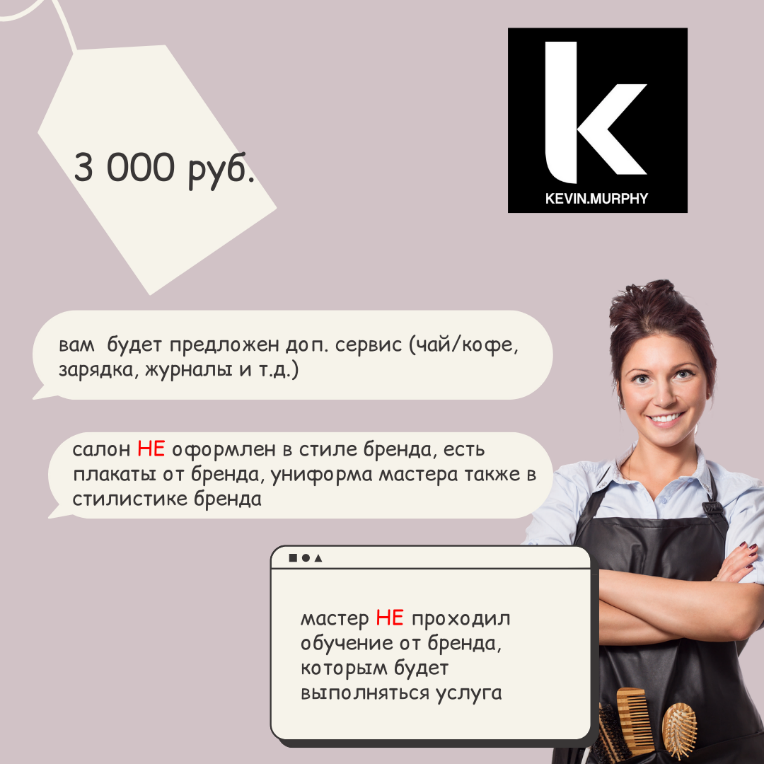 3 000 руб.
KEVIN.MURPHY
вам будет предложен доп. сервис (чай/кофе,
зарядка, журналы и т.д.)
салон НЕ оформлен в стиле бренда, есть
плакаты от бренда, униформа мастера также в
стилистике бренда
мастер НЕ проходил
обучение от бренда,
которым будет
выполняться услуга